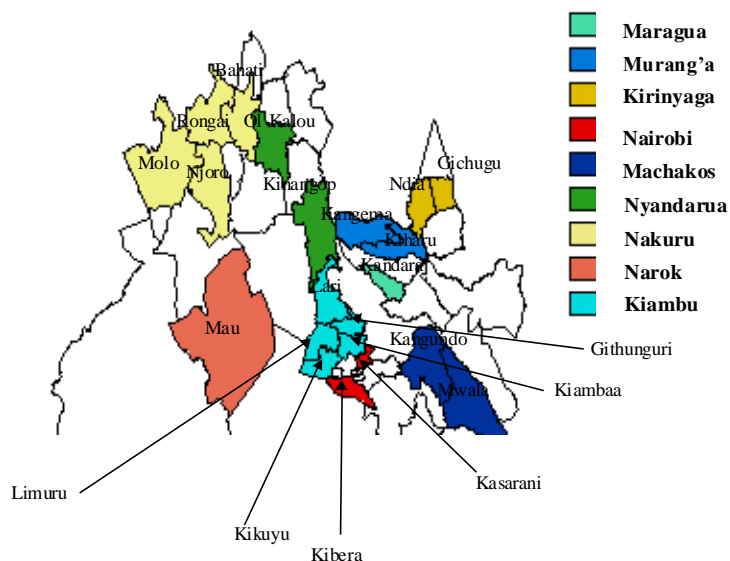 Maragua
Murang’a
Kirinyaga
Nairobi
Machakos
Nyandarua
Nakuru
Narok
Kiambu
Bahati
Rongai
Ol-Kalou
Molo
Njoro
Kinangop
Ndia
Gichugu
Kangema
Kiharu
Kandara
Lari
Mau
Kangundo
Mwala
Githunguri
Kiambaa
Kasarani
Limuru
Kikuyu
Kibera